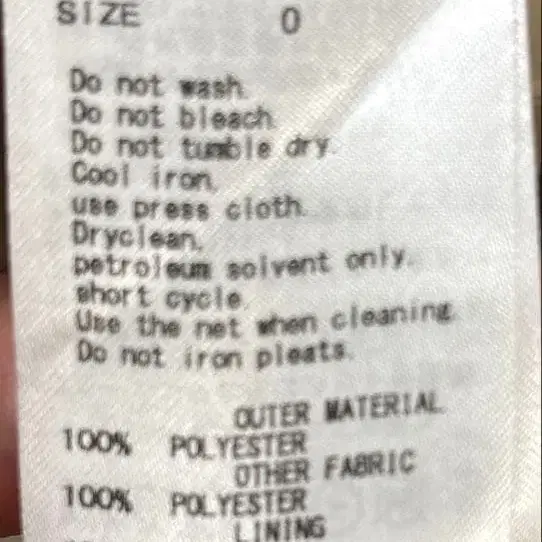 SIZE 0
Do not wash.
Do not bleach.
Do not tumble dry.
Cool iron.
use press cloth.
Dryclean.
petroleum solvent only.
short cycle.
Use the net when cleaning.
Do not iron pleats.
OUTER MATERIAL
100% POLYESTER
OTHER FABRIC
100% POLYESTER
LINING